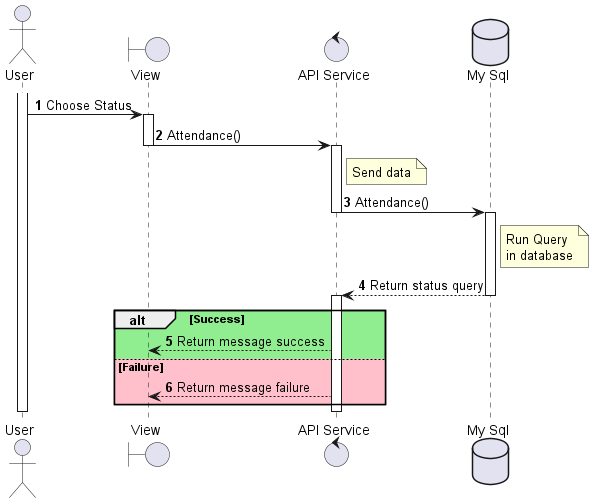 User
View
API Service
My Sql
1 Choose Status
2 Attendance()
Send data
3 Attendance()
Run Query
in database
4 Return status query
alt [Success]
5 Return message success
[Failure]
6 Return message failure
User
View
API Service
My Sql